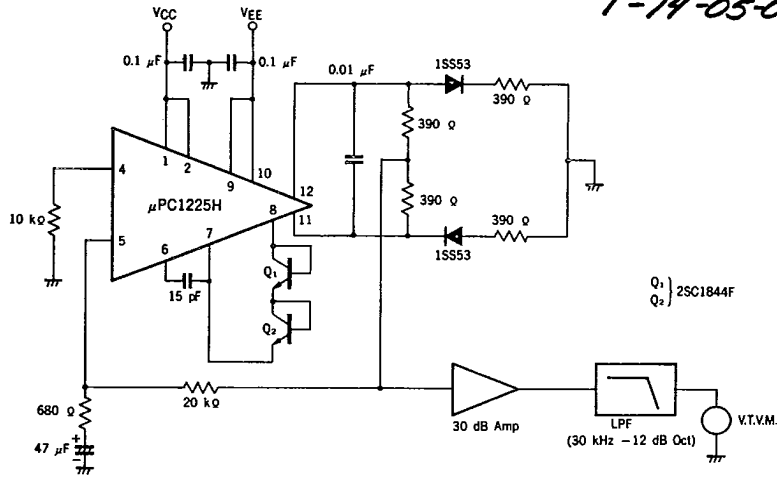 T-74-05-0
VCC
VEE
0.1 μF
0.1 μF
0.01 μF
1SS53
390 Ω
390 Ω
1
2
9
10
4
12
μPC1225H
11
390 Ω
10 kΩ
8
390 Ω
5
7
1SS53
6
Q1
15 pF
Q1
Q2
2SC1844F
Q2
680 Ω
20 kΩ
47 μF
+
−
30 dB Amp
LPF
(30 kHz −12 dB Oct)
V.T.V.M.